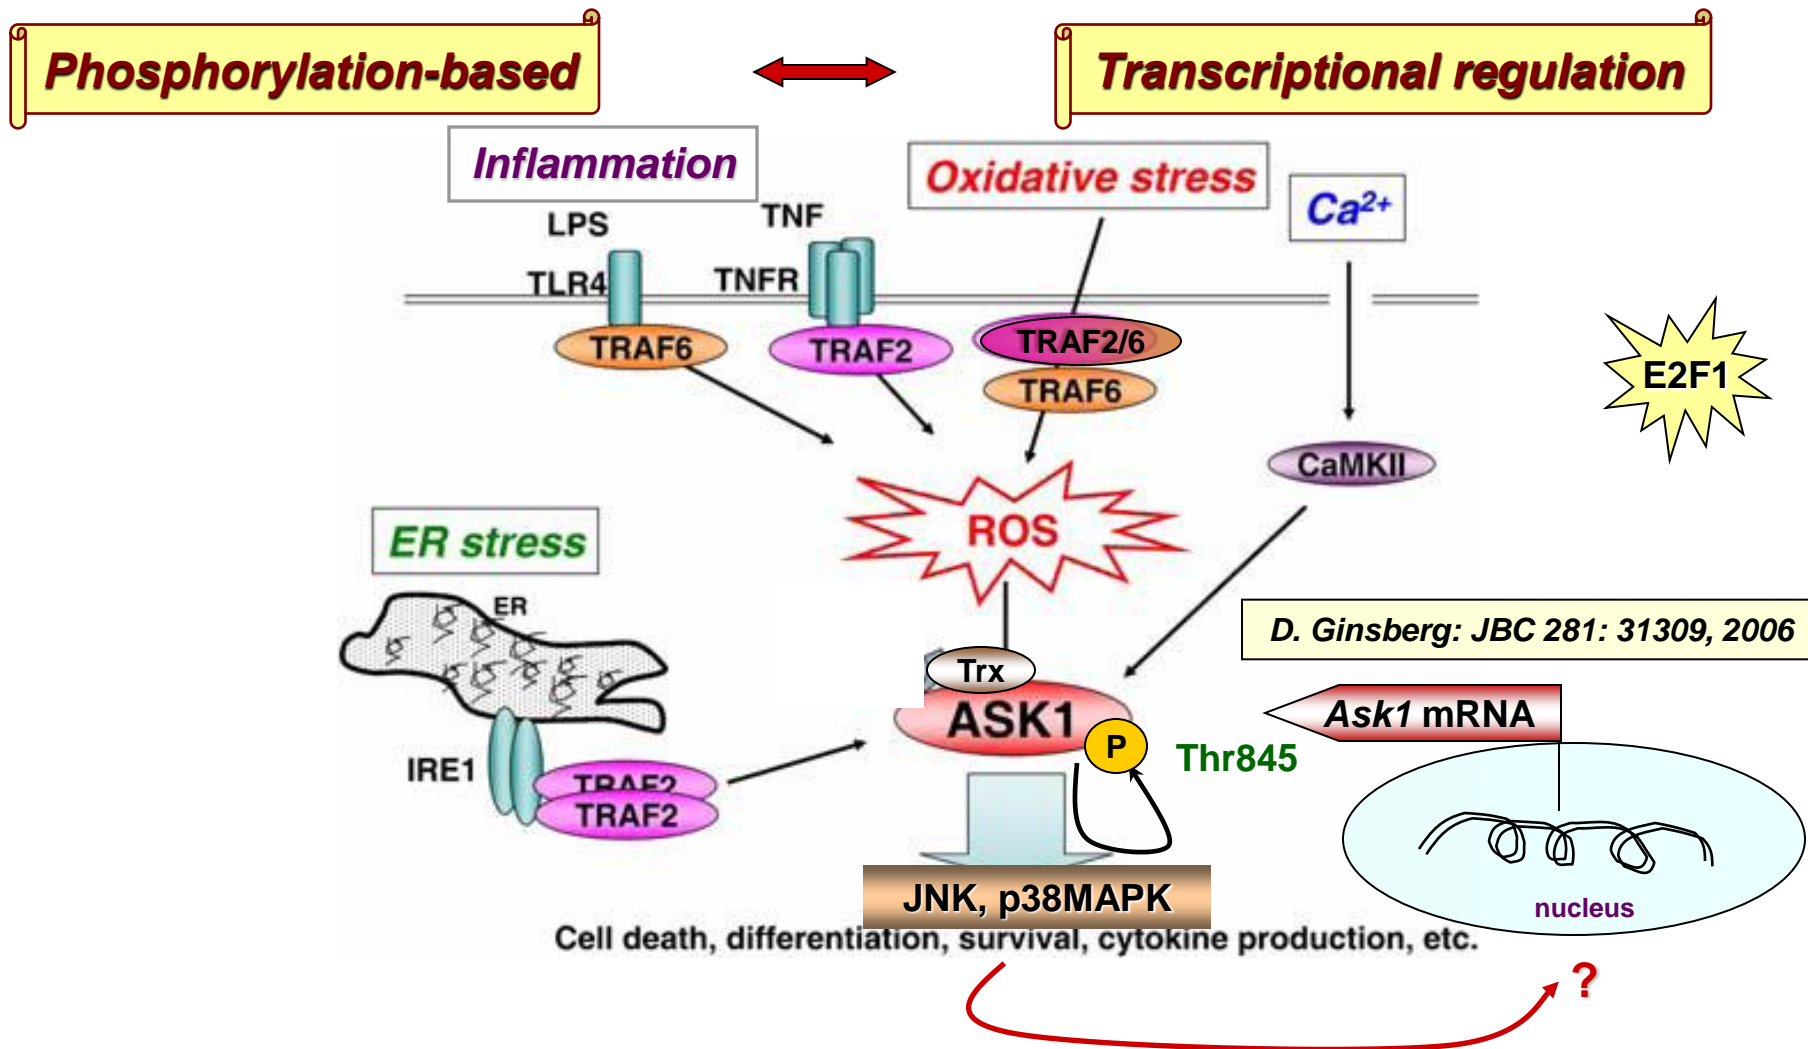 Phosphorylation-based
Transcriptional regulation
Inflammation
Oxidative stress
Ca2+
LPS
TNF
TLR4
TNFR
TRAF6
TRAF2
TRAF2/6
TRAF6
E2F1
CaMKII
ROS
ER stress
ER
D. Ginsberg: JBC 281: 31309, 2006
Trx
ASK1
Ask1 mRNA
P
Thr845
IRE1
TRAF2
TRAF2
JNK, p38MAPK
nucleus
Cell death, differentiation, survival, cytokine production, etc.
?